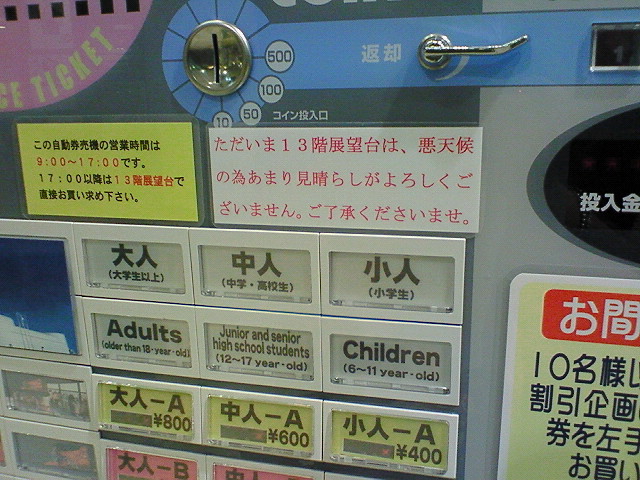 CE TICKET
返却
500
100
50
10
コイン投入口
この自動券売機の営業時間は
9:00～17:00です。
17:00以降は13階展望台で
直接お買い求め下さい。
ただいま１３階展望台は、悪天候
の為あまり見晴らしがよろしくご
ざいません。ご了承くださいませ。
投入金
大人
(大学生以上)
中人
(中学・高校生)
小人
(小学生)
Adults
(older than 18-year-old)
Junior and senior
high school students
(12～17 year-old)
Children
(6～11 year-old)
大人－A
¥800
中人－A
¥600
小人－A
¥400
大人－B
お間
10名様い
割引企画
券を左手
お買い